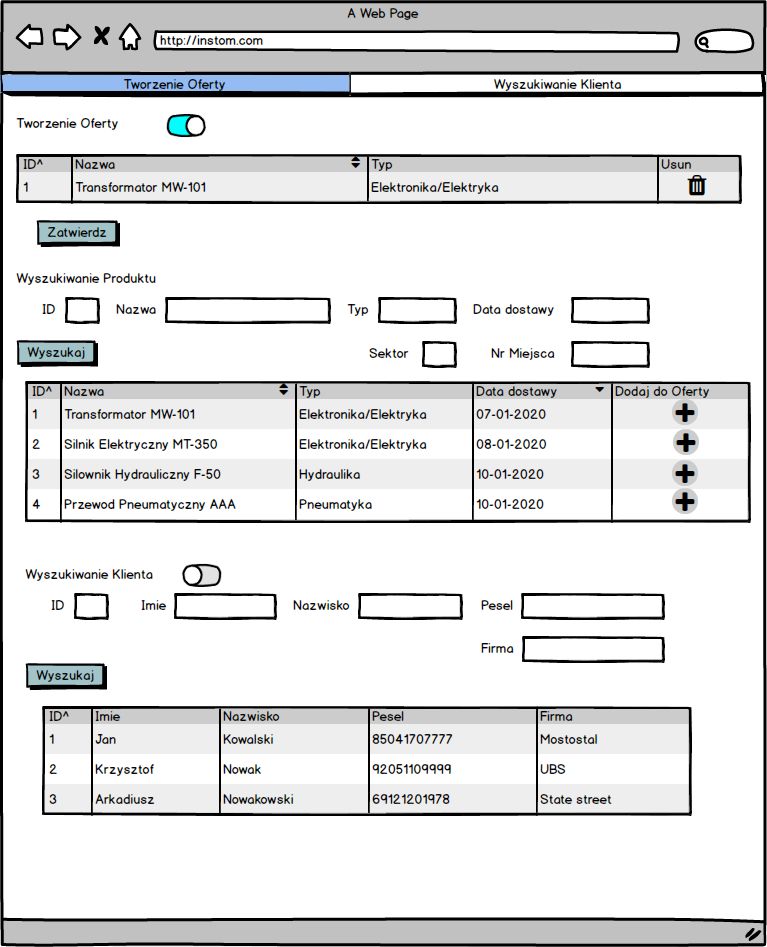 A Web Page
http://instom.com
Tworzenie Oferty Wyszukiwanie Klienta
Tworzenie Oferty
ID^ Nazwa Typ Usun
1 Transformator MW-101 Elektronika/Elektryka
Zatwierdz
Wyszukiwanie Produktu
ID Nazwa Typ Data dostawy
Wyszukaj Sektor Nr Miejsca
ID^ Nazwa Typ Data dostawy Dodaj do Oferty
1 Transformator MW-101 Elektronika/Elektryka 07-01-2020
2 Silnik Elektryczny MT-350 Elektronika/Elektryka 08-01-2020
3 Silownik Hydrauliczny F-50 Hydraulika 10-01-2020
4 Przewod Pneumatyczny AAA Pneumatyka 10-01-2020
Wyszukiwanie Klienta
ID Imie Nazwisko Pesel
Firma
Wyszukaj
ID^ Imie Nazwisko Pesel Firma
1 Jan Kowalski 85041707777 Mostostal
2 Krzysztof Nowak 92051109999 UBS
3 Arkadiusz Nowakowski 69121201978 State street